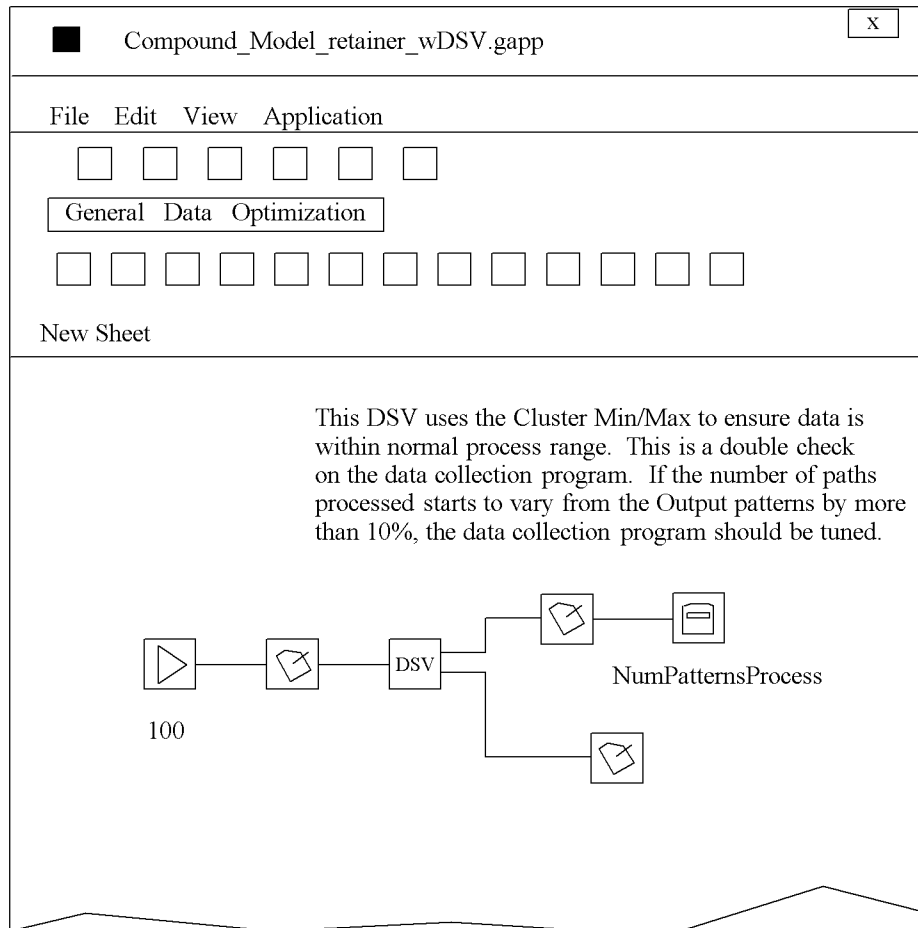 Compound_Model_retainer_wDSV.gapp
X
File Edit View Application
General Data Optimization
New Sheet
This DSV uses the Cluster Min/Max to ensure data is
within normal process range. This is a double check
on the data collection program. If the number of paths
processed starts to vary from the Output patterns by more
than 10%, the data collection program should be tuned.
DSV
NumPatternsProcess
100